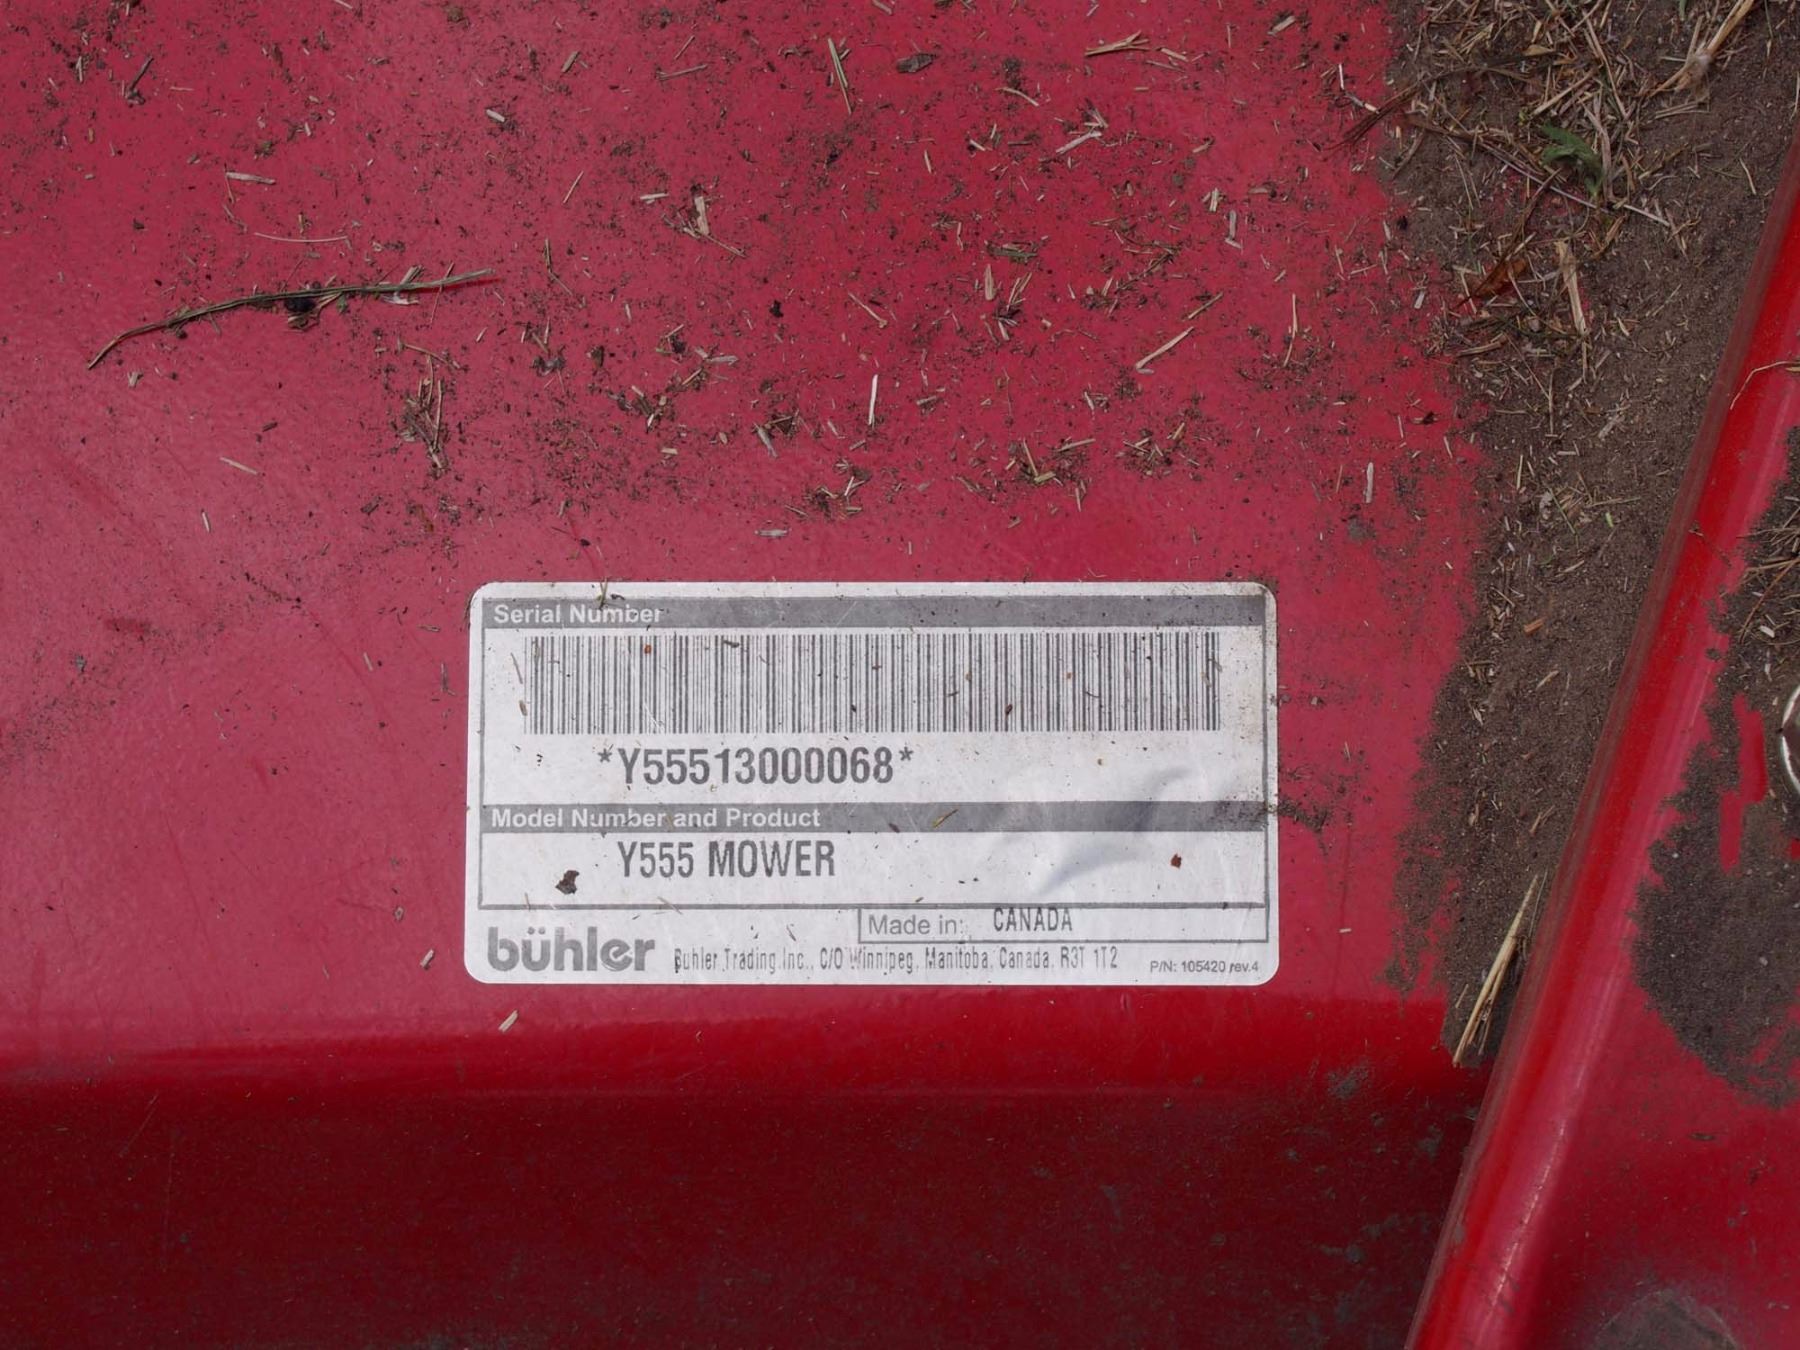 Serial Number
*Y55513000068*
Model Number and Product
Y555 MOWER
Made in: CANADA
bühler Buhler Trading Inc., C/O Winnipeg, Manitoba, Canada, R3T 1T2
P/N: 105420 rev.4